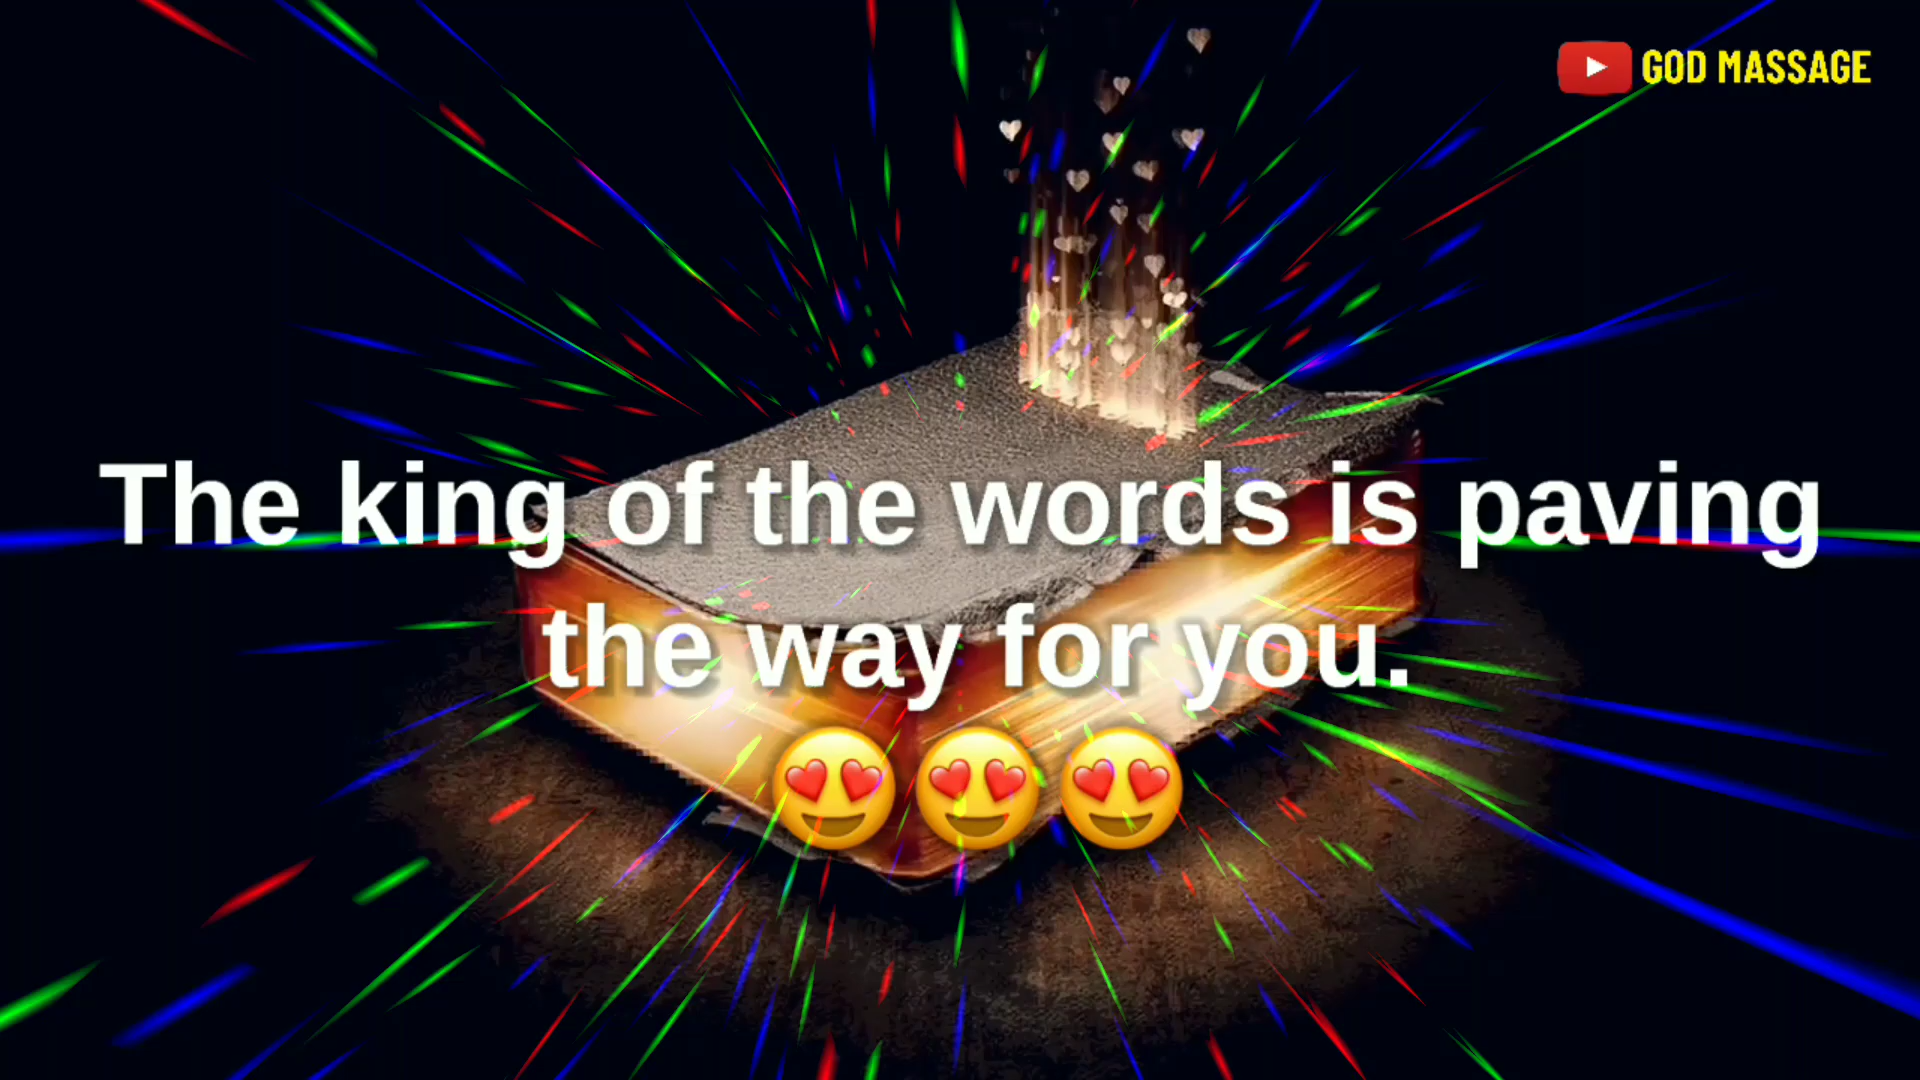 GOD MASSAGE
The king of the words is paving
the way for you.
😍😍😍